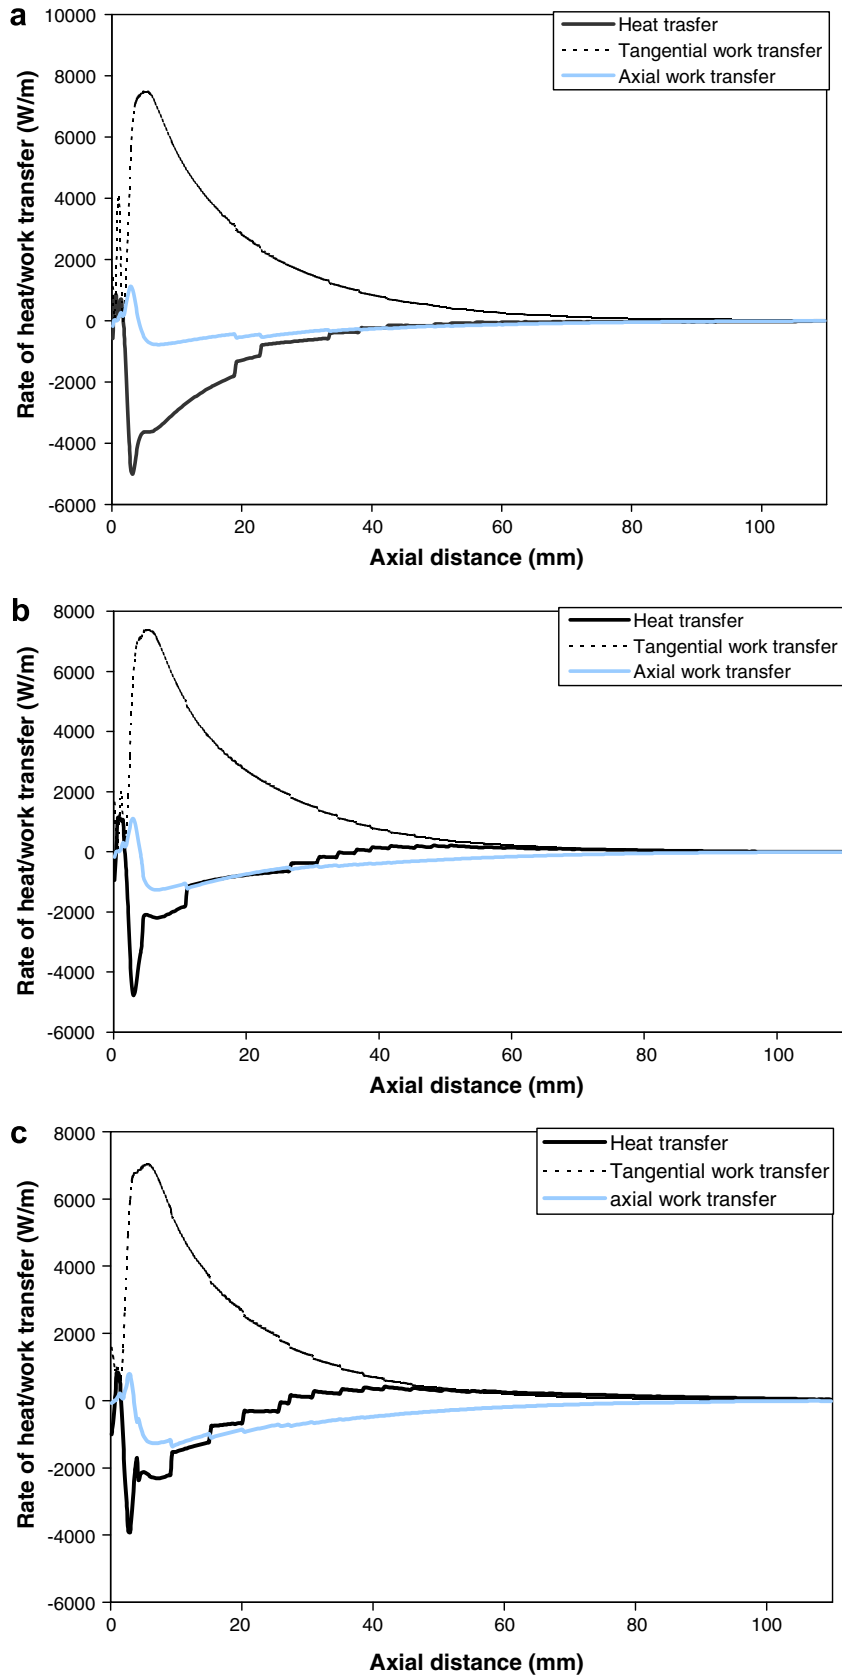 a
10000
8000
6000
4000
2000
0
-2000
-4000
-6000
0 20 40 60 80 100
Rate of heat/work transfer (W/m)
Axial distance (mm)
Heat trasfer
Tangential work transfer
Axial work transfer
b
8000
6000
4000
2000
0
-2000
-4000
-6000
0 20 40 60 80 100
Rate of heat/work transfer (W/m)
Axial distance (mm)
Heat transfer
Tangential work transfer
Axial work transfer
c
8000
6000
4000
2000
0
-2000
-4000
-6000
0 20 40 60 80 100
Rate of heat/work transfer (W/m)
Axial distance (mm)
Heat transfer
Tangential work transfer
axial work transfer